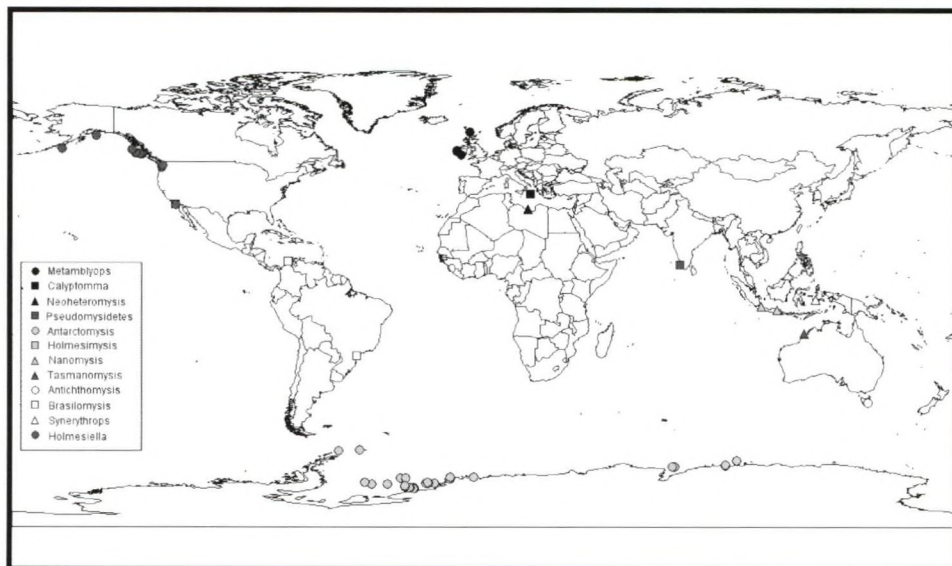 Metamblyops
Calyptomma
Neoheteromysis
Pseudomysidetes
Antarctomysis
Holmesimysis
Nanomysis
Tasmanomysis
Antichthomysis
Brasilomysis
Synerythrops
Holmesiella